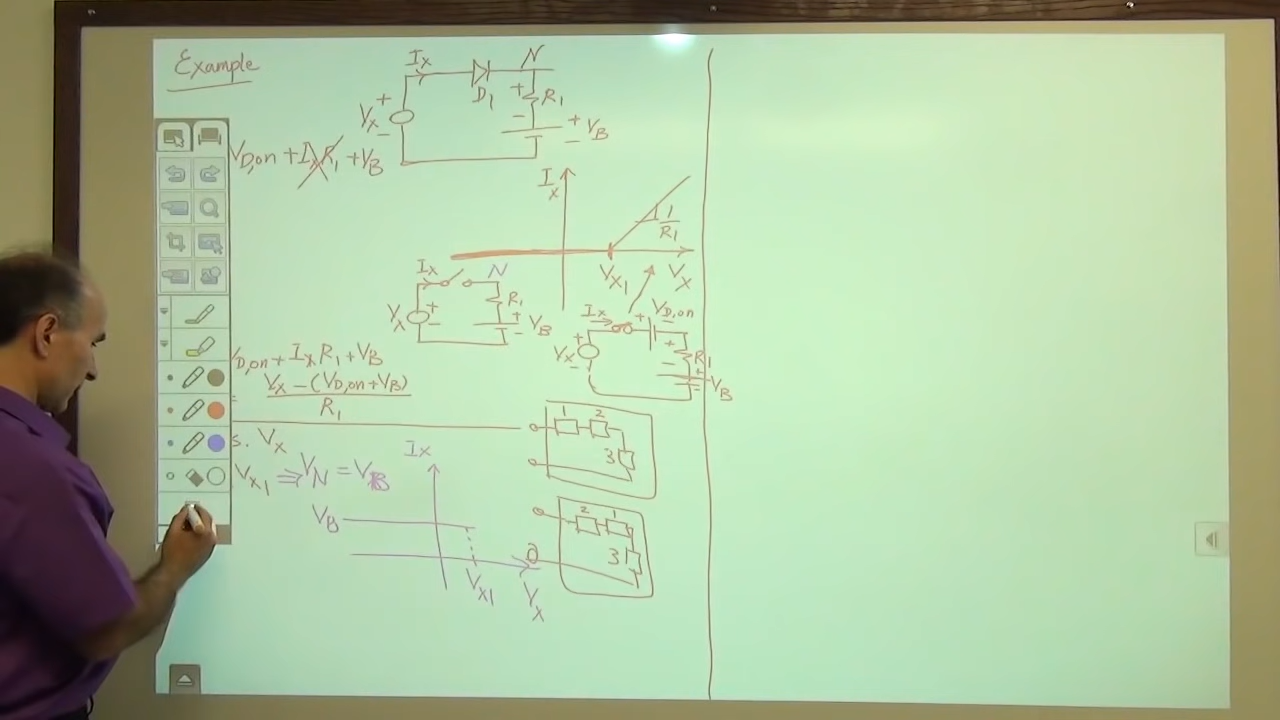 Example
Ix
N
D1
+
R1
+
Vx
-
-
+ VB
-
VD,on + IxR1 + VB
Ix
1
R1
Vx1
Vx
Ix
N
R1
Vx
+
-
+
-
VB
Ix
+
VD,on
+
Vx
-
+
R1
-
+
-
VB
VD,on + IxR1 + VB
= Vx - (VD,on + VB)
R1
s. Vx
Vx1 ⇒ VN = VB
Ix
VB
Vx1
Vx
1
2
3
2
1
3